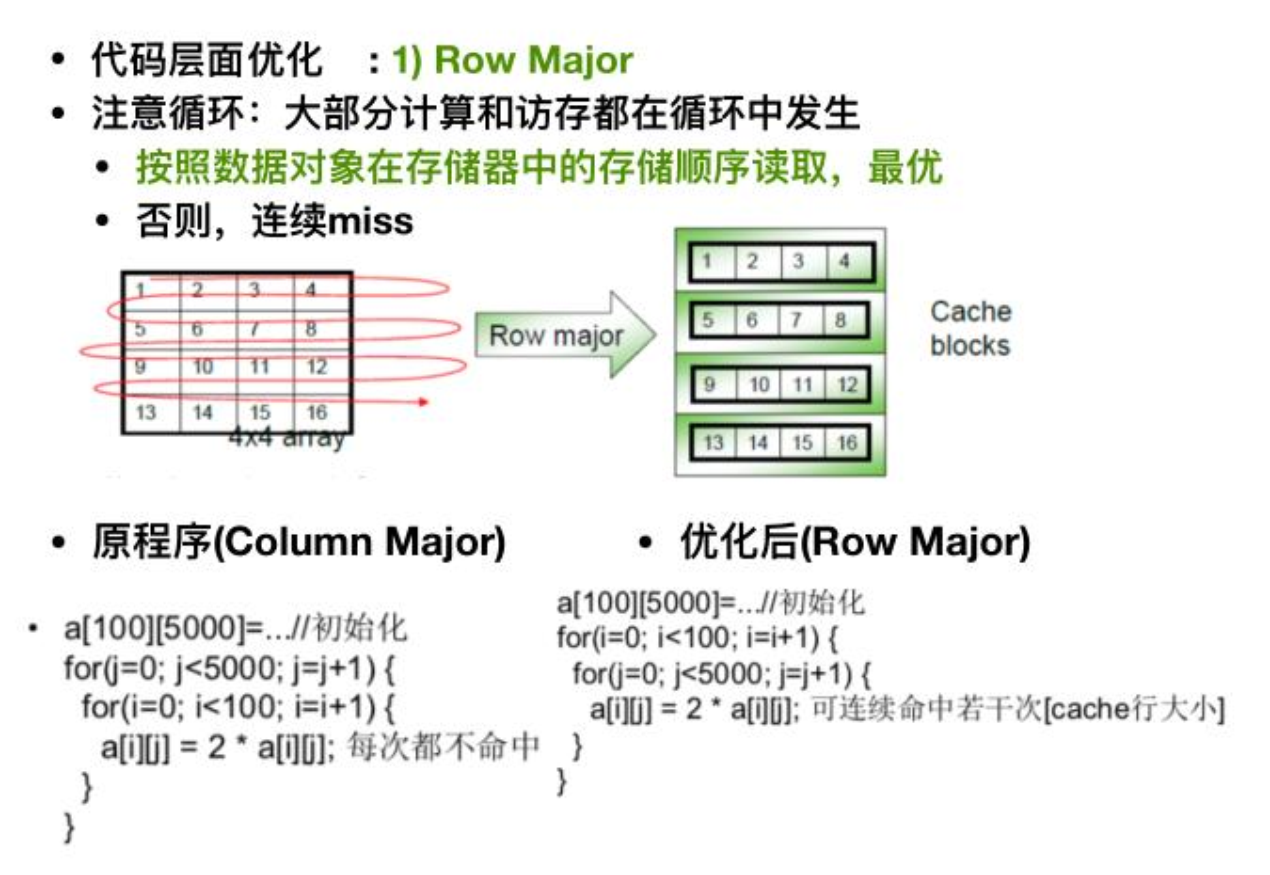 • 代码层面优化 : 1) Row Major
• 注意循环：大部分计算和访存都在循环中发生
• 按照数据对象在存储器中的存储顺序读取，最优
• 否则，连续miss
1 2 3 4
5 6 7 8
9 10 11 12
13 14 15 16
4x4 array
Row major
1 2 3 4
5 6 7 8
9 10 11 12
13 14 15 16
Cache
blocks
• 原程序(Column Major)
• a[100][5000]=...//初始化
for(j=0; j<5000; j=j+1) {
for(i=0; i<100; i=i+1) {
a[i][j] = 2 * a[i][j]; 每次都不命中
}
}
• 优化后(Row Major)
a[100][5000]=...//初始化
for(i=0; i<100; i=i+1) {
for(j=0; j<5000; j=j+1) {
a[i][j] = 2 * a[i][j]; 可连续命中若干次[cache行大小]
}
}